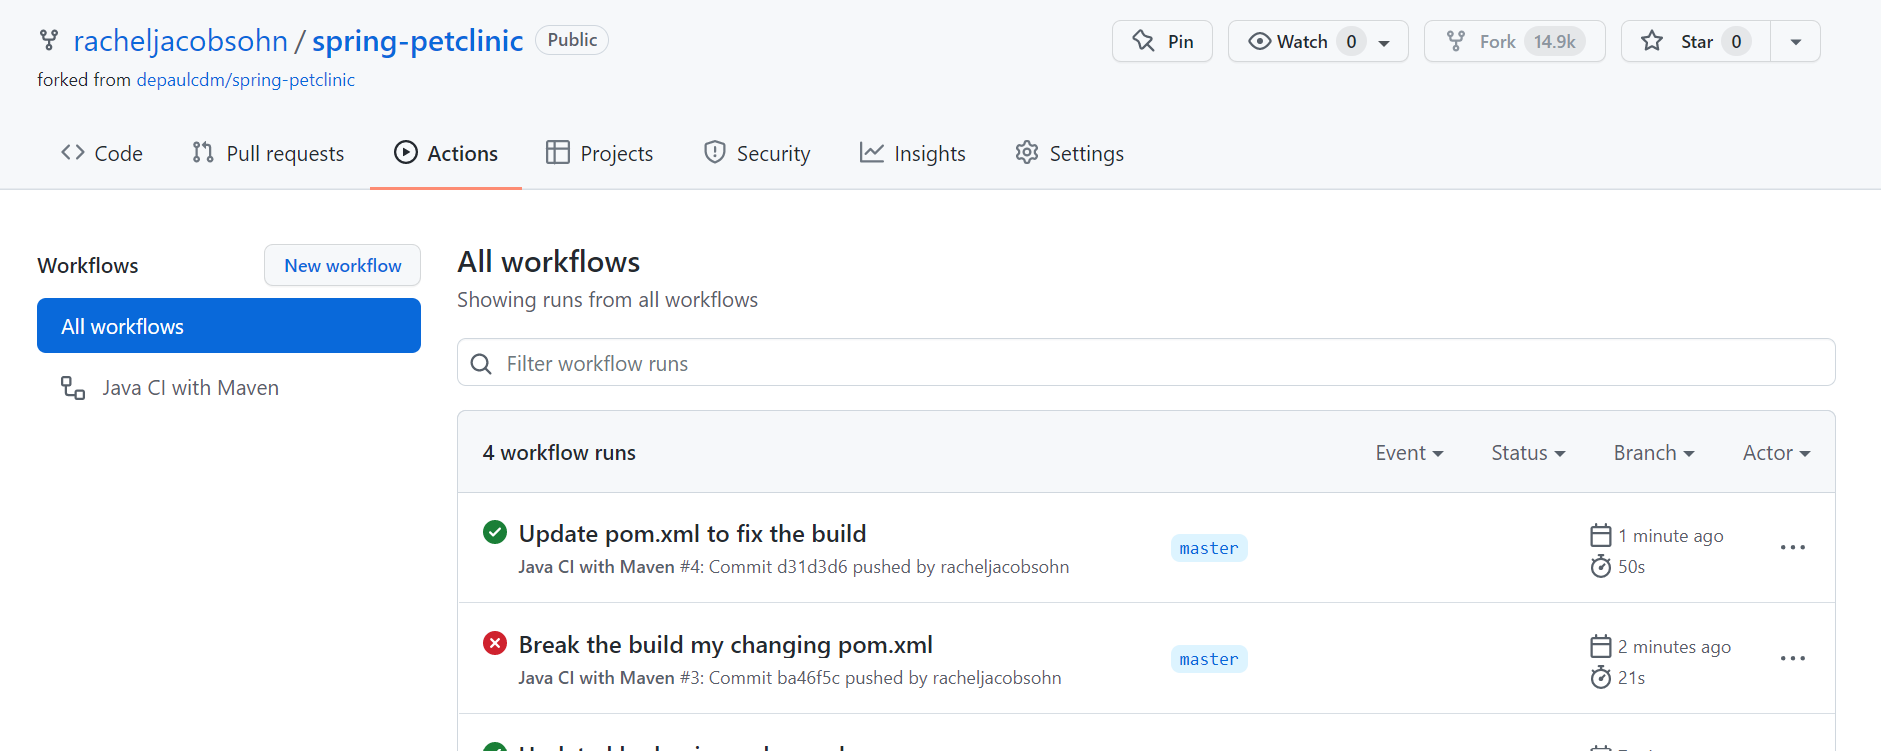 racheljacobsohn / spring-petclinic Public
Pin
Watch 0
Fork 14.9k
Star 0
forked from depaulcdm/spring-petclinic
Code
Pull requests
Actions
Projects
Security
Insights
Settings
Workflows
New workflow
All workflows
Java CI with Maven
All workflows
Showing runs from all workflows
Filter workflow runs
4 workflow runs
Event
Status
Branch
Actor
Update pom.xml to fix the build
Java CI with Maven #4: Commit d31d3d6 pushed by racheljacobsohn
master
1 minute ago
50s
Break the build my changing pom.xml
Java CI with Maven #3: Commit ba46f5c pushed by racheljacobsohn
master
2 minutes ago
21s